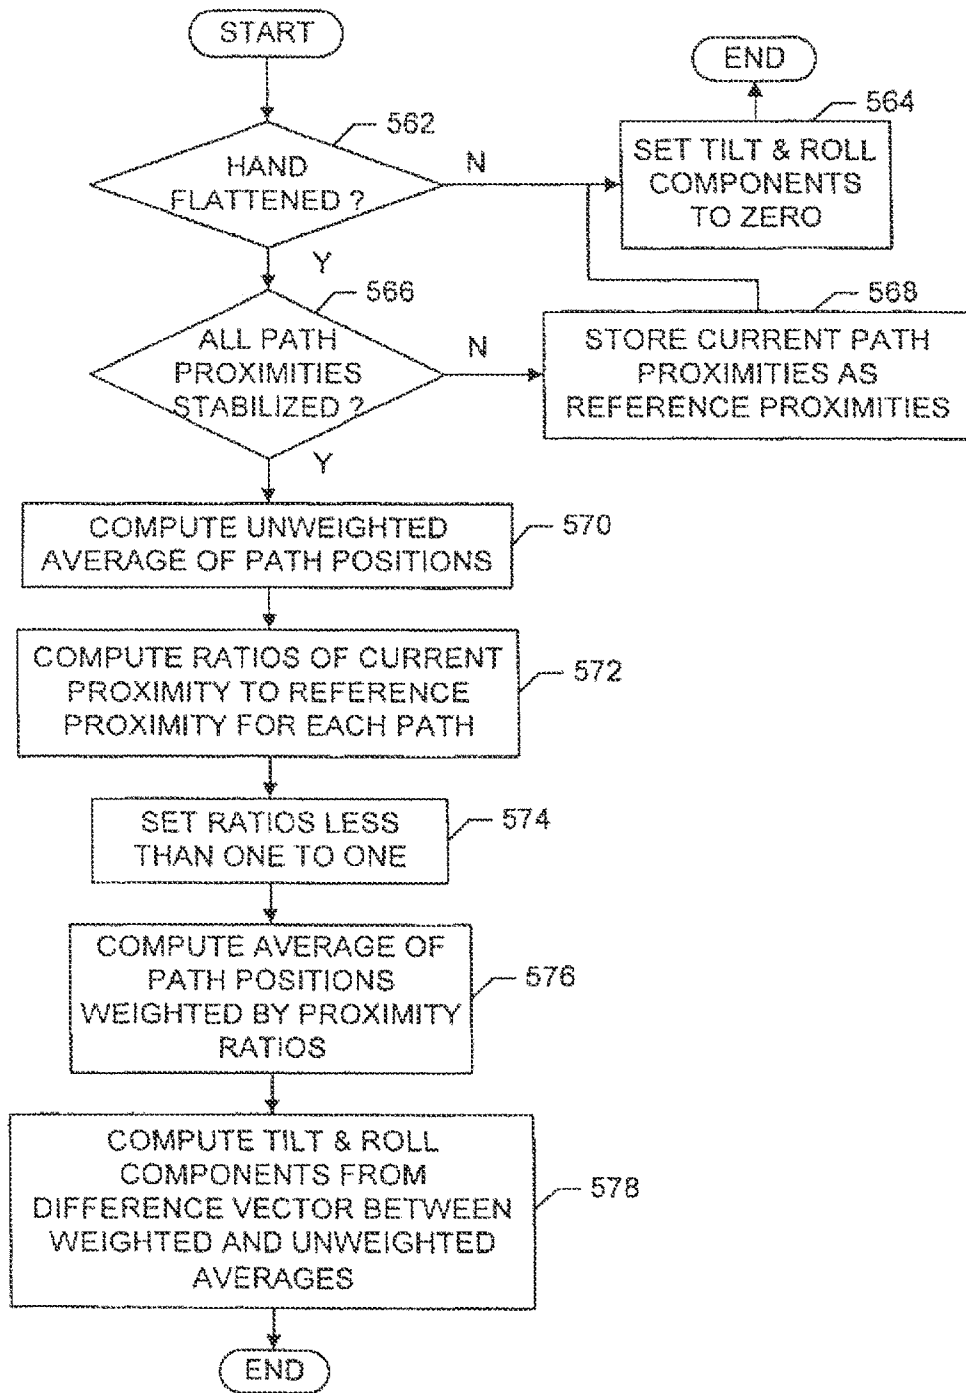 START
END
562
564
HAND
FLATTENED ?
N
SET TILT & ROLL
COMPONENTS
TO ZERO
Y
566
568
ALL PATH
PROXIMITIES
STABILIZED ?
N
STORE CURRENT PATH
PROXIMITIES AS
REFERENCE PROXIMITIES
Y
COMPUTE UNWEIGHTED
AVERAGE OF PATH POSITIONS
570
COMPUTE RATIOS OF CURRENT
PROXIMITY TO REFERENCE
PROXIMITY FOR EACH PATH
572
SET RATIOS LESS
THAN ONE TO ONE
574
COMPUTE AVERAGE OF
PATH POSITIONS
WEIGHTED BY PROXIMITY
RATIOS
576
COMPUTE TILT & ROLL
COMPONENTS FROM
DIFFERENCE VECTOR BETWEEN
WEIGHTED AND UNWEIGHTED
AVERAGES
578
END